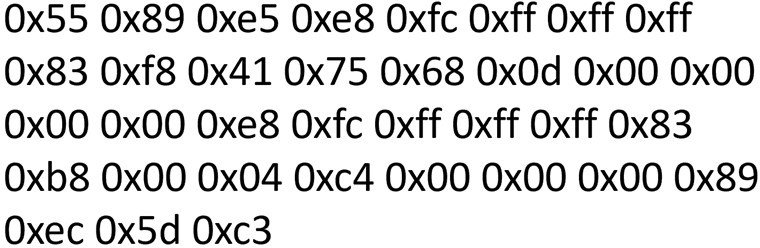 0x55 0x89 0xe5 0xe8 0xfc 0xff 0xff 0xff
0x83 0xf8 0x41 0x75 0x68 0x0d 0x00 0x00
0x00 0x00 0xe8 0xfc 0xff 0xff 0xff 0x83
0xb8 0x00 0x04 0xc4 0x00 0x00 0x00 0x89
0xec 0x5d 0xc3